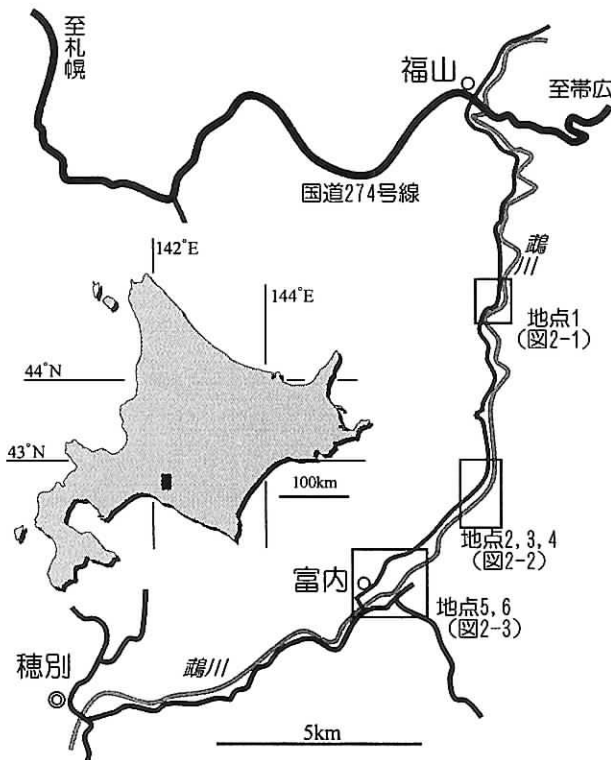 至札幌
福山
至帯広
国道274号線
142°E
144°E
鵡川
地点1
(図2-1)
44°N
43°N
100km
地点2,3,4
(図2-2)
富内
地点5,6
(図2-3)
穂別
鵡川
5km